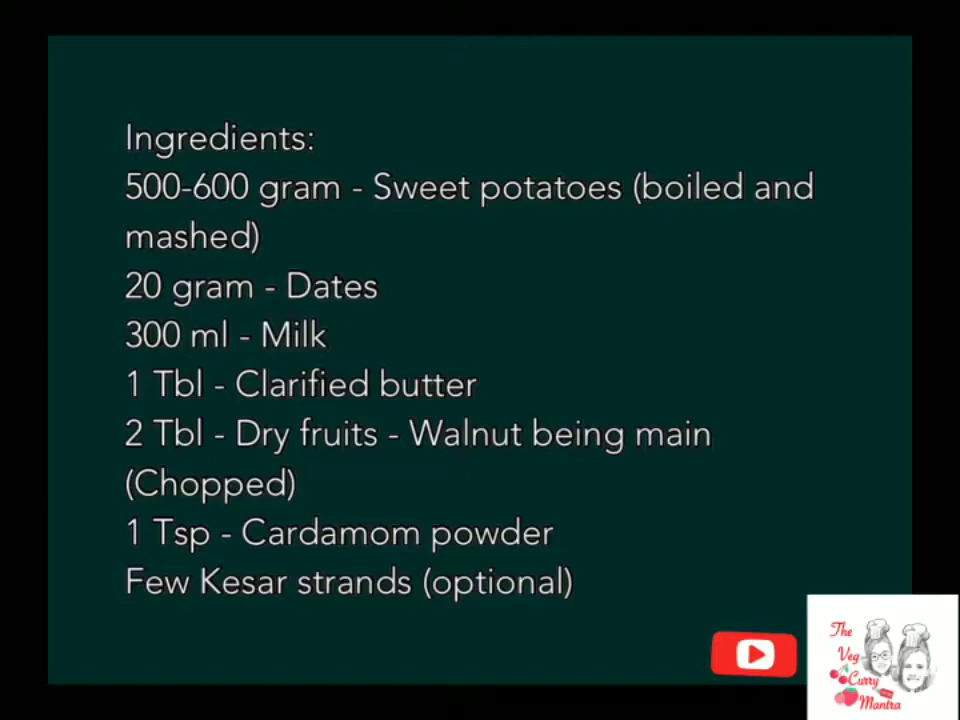 Ingredients:
500-600 gram - Sweet potatoes (boiled and
mashed)
20 gram - Dates
300 ml - Milk
1 Tbl - Clarified butter
2 Tbl - Dry fruits - Walnut being main
(Chopped)
1 Tsp - Cardamom powder
Few Kesar strands (optional)
The
Veg
Curry
Mantra